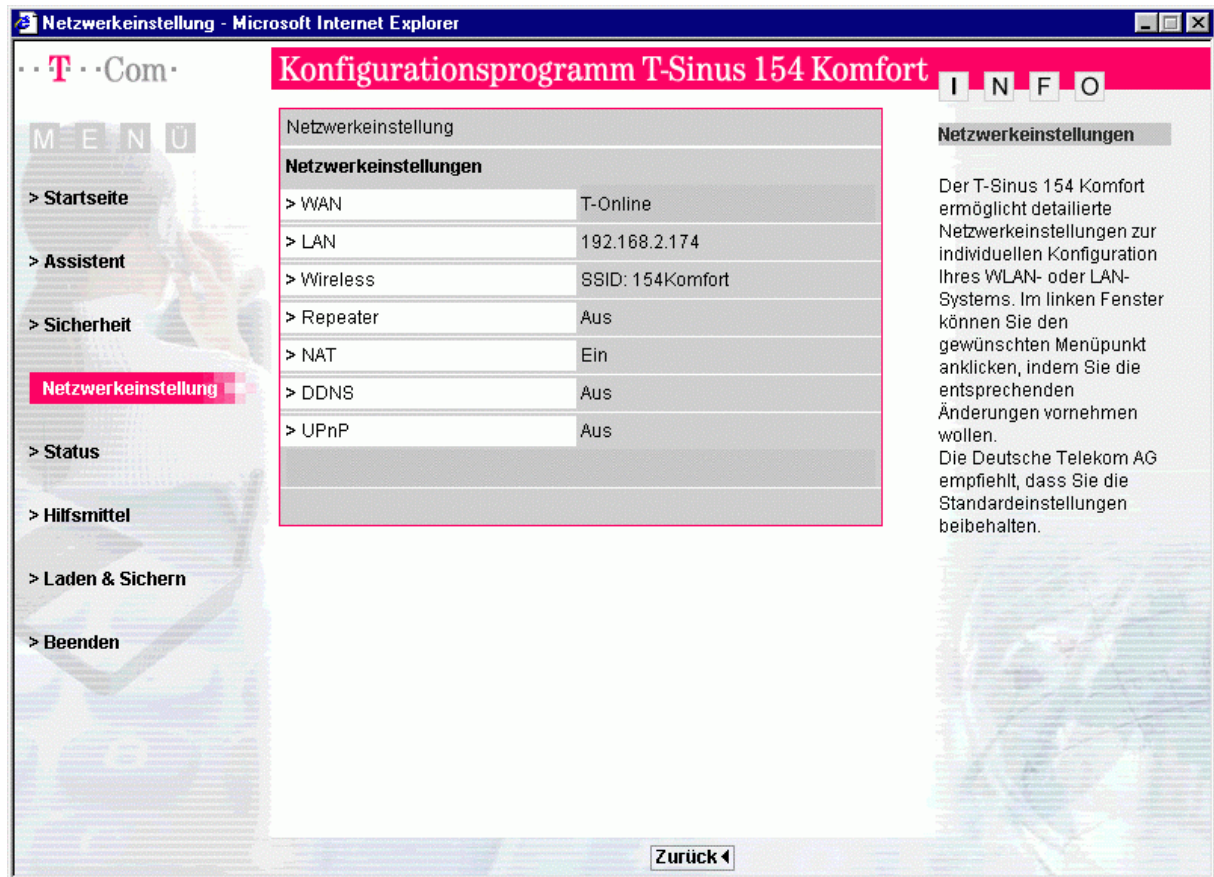 Netzwerkeinstellung - Microsoft Internet Explorer
· · T · · Com ·
Konfigurationsprogramm T-Sinus 154 Komfort
INFO
MENÜ
> Startseite
> Assistent
> Sicherheit
Netzwerkeinstellung
> Status
> Hilfsmittel
> Laden & Sichern
> Beenden
Netzwerkeinstellung
Netzwerkeinstellungen
> WAN T-Online
> LAN 192.168.2.174
> Wireless SSID: 154Komfort
> Repeater Aus
> NAT Ein
> DDNS Aus
> UPnP Aus
Netzwerkeinstellungen
Der T-Sinus 154 Komfort
ermöglicht detailierte
Netzwerkeinstellungen zur
individuellen Konfiguration
Ihres WLAN- oder LAN-
Systems. Im linken Fenster
können Sie den
gewünschten Menüpunkt
anklicken, indem Sie die
entsprechenden
Änderungen vornehmen
wollen.
Die Deutsche Telekom AG
empfiehlt, dass Sie die
Standardeinstellungen
beibehalten.
Zurück